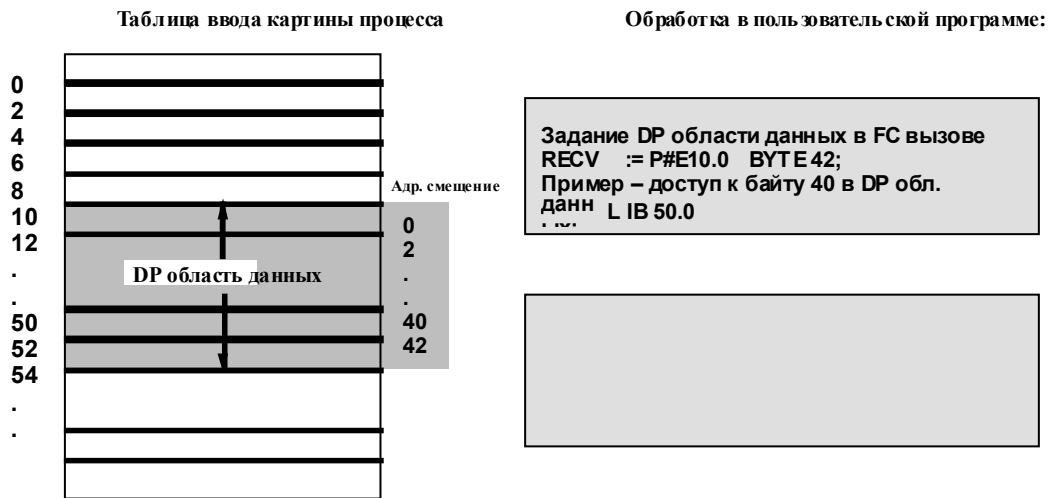 Таблица ввода картины процесса
Обработка в пользовательской программе:
0
2
4
6
8
10
12
.
.
50
52
54
.
.
Адр. смещение
0
2
.
.
40
42
DP область данных
Задание DP области данных в FC вызове
RECV := P#E10.0 BYTE 42;
Пример – доступ к байту 40 в DP обл.
данн
L IB 50.0